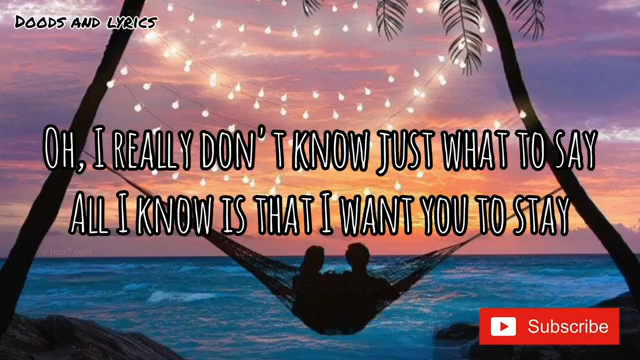 Doods and lyrics
Oh, I really don't know just what to say
All I know is that I want you to stay
Subscribe